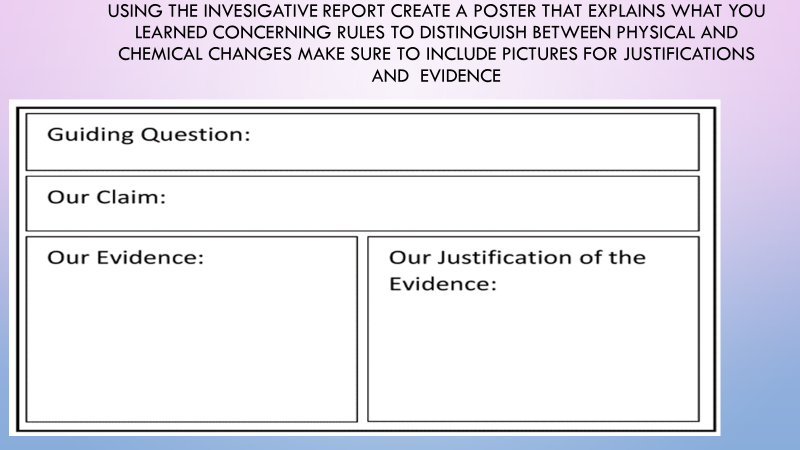 USING THE INVESIGATIVE REPORT CREATE A POSTER THAT EXPLAINS WHAT YOU
LEARNED CONCERNING RULES TO DISTINGUISH BETWEEN PHYSICAL AND
CHEMICAL CHANGES MAKE SURE TO INCLUDE PICTURES FOR JUSTIFICATIONS
AND EVIDENCE
Guiding Question:
Our Claim:
Our Evidence:
Our Justification of the
Evidence: